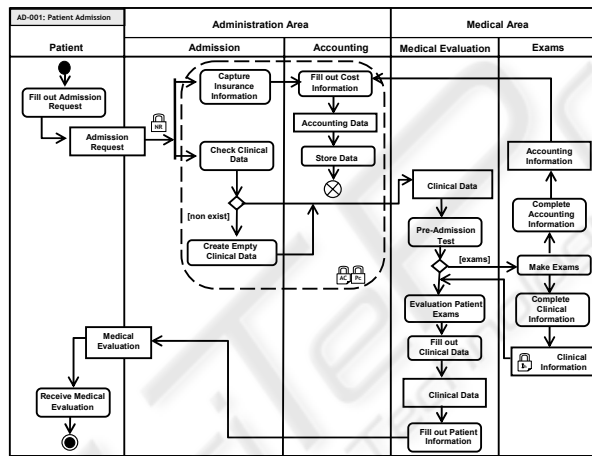 AD-001: Patient Admission
Administration Area
Medical Area
Patient
Admission
Accounting
Medical Evaluation
Exams
Fill out Admission
Request
Admission
Request
NR
Capture
Insurance
Information
Fill out Cost
Information
Accounting Data
Store Data
Check Clinical
Data
[non exist]
Create Empty
Clinical Data
AC
Pc
Clinical Data
Pre-Admission
Test
[exams]
Evaluation Patient
Exams
Fill out
Clinical Data
Clinical Data
Fill out Patient
Information
Accounting
Information
Complete
Accounting
Information
Make Exams
Complete
Clinical
Information
Clinical
Information
Medical
Evaluation
Receive Medical
Evaluation